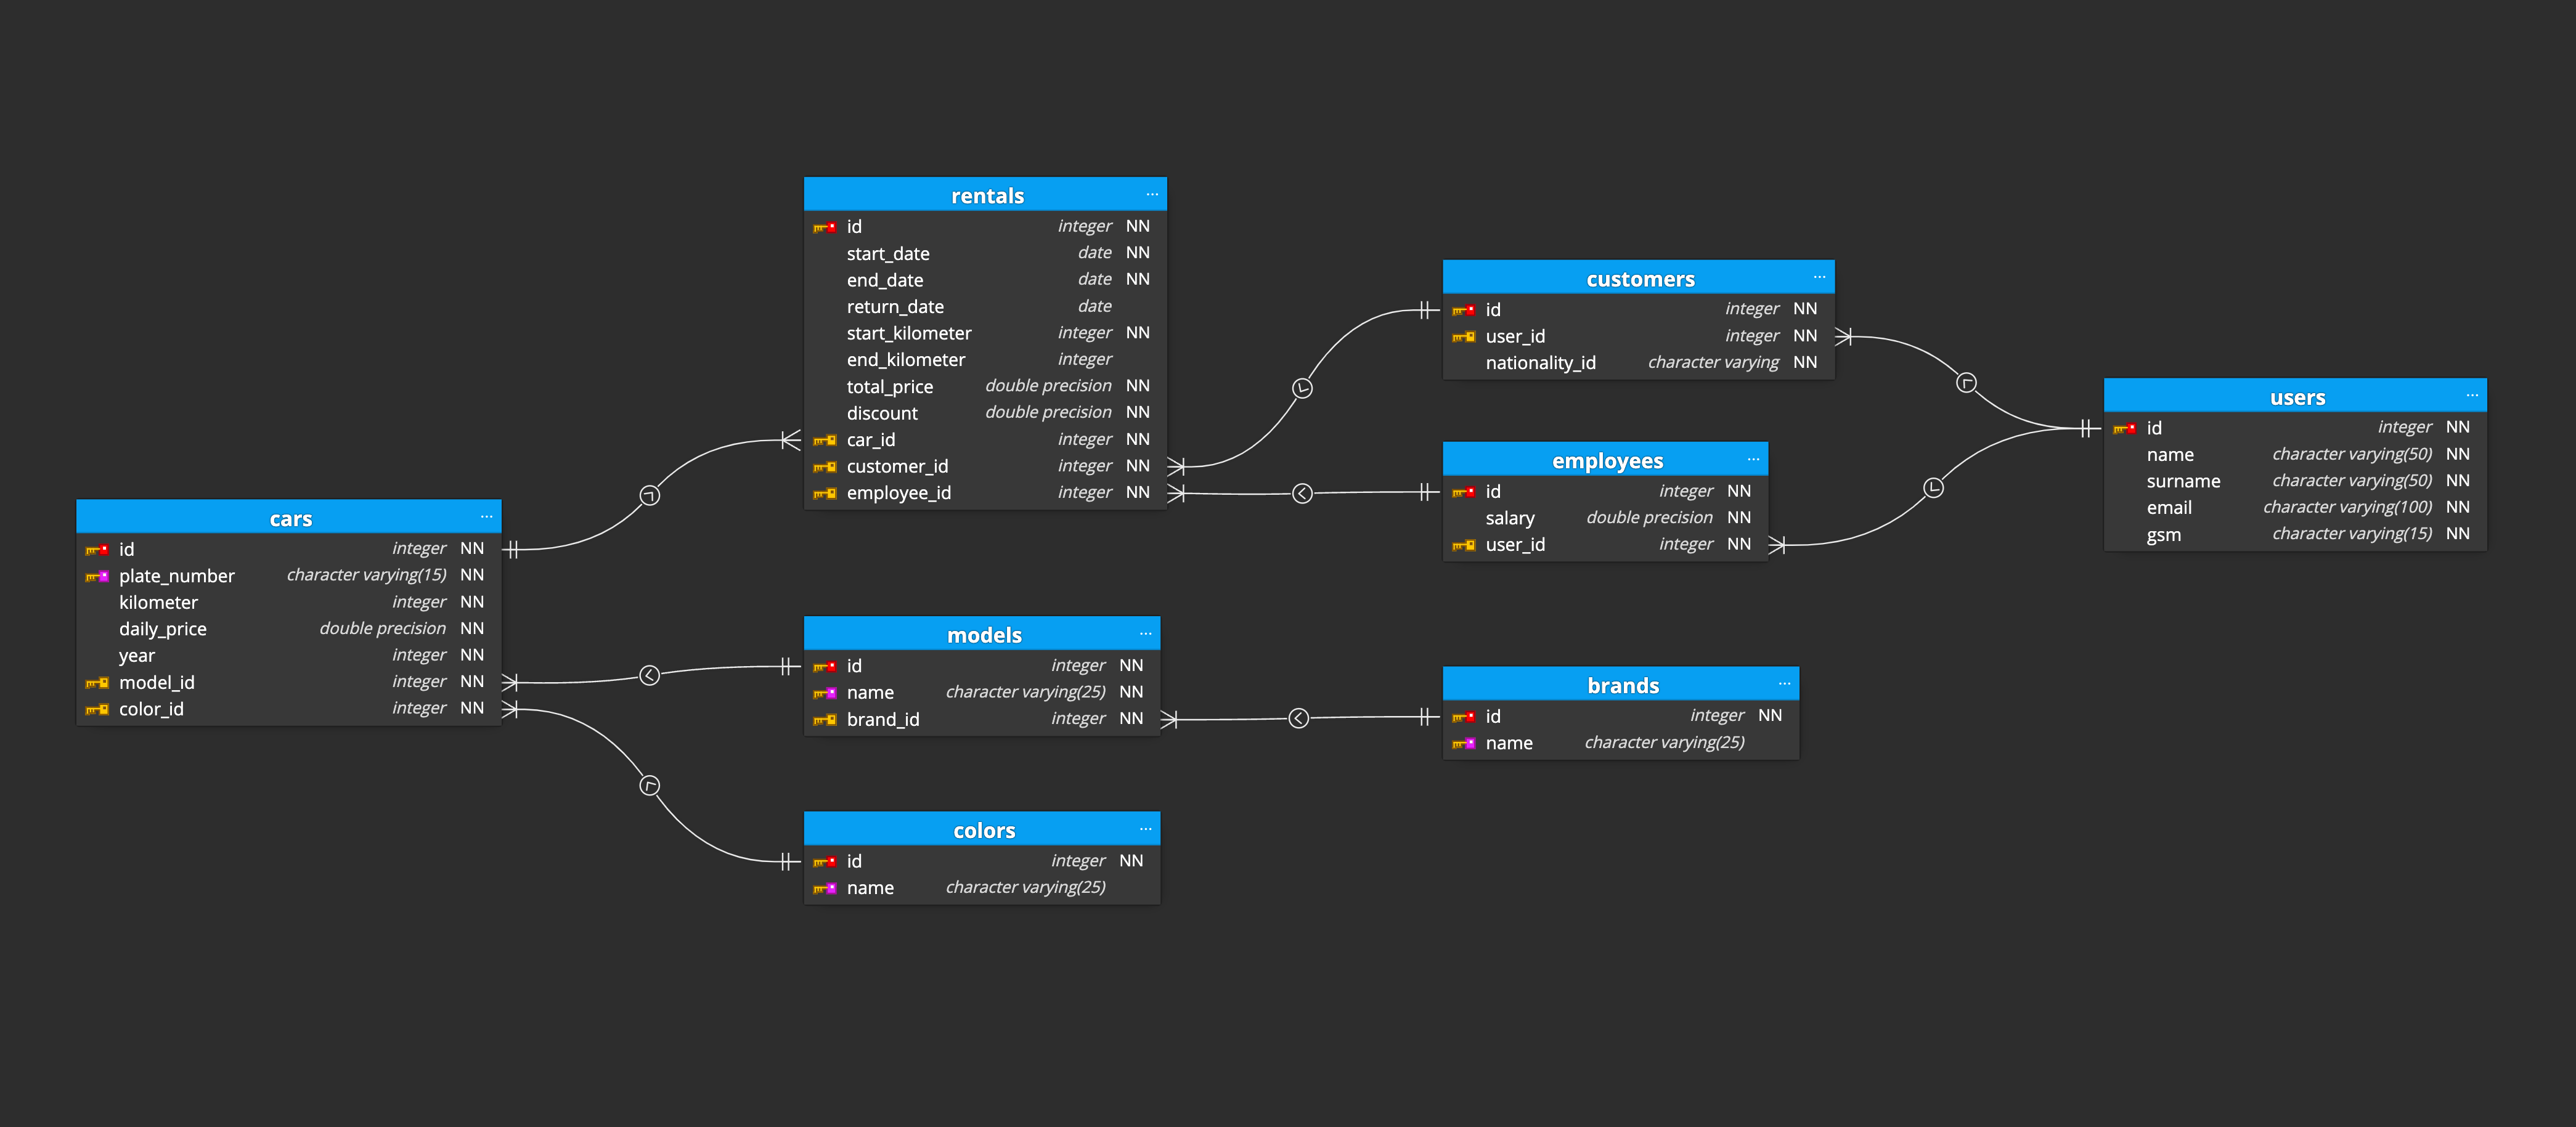 rentals ...
id integer NN
start_date date NN
end_date date NN
return_date date
start_kilometer integer NN
end_kilometer integer
total_price double precision NN
discount double precision NN
car_id integer NN
customer_id integer NN
employee_id integer NN
customers ...
id integer NN
user_id integer NN
nationality_id character varying NN
users ...
id integer NN
name character varying(50) NN
surname character varying(50) NN
email character varying(100) NN
gsm character varying(15) NN
employees ...
id integer NN
salary double precision NN
user_id integer NN
cars ...
id integer NN
plate_number character varying(15) NN
kilometer integer NN
daily_price double precision NN
year integer NN
model_id integer NN
color_id integer NN
models ...
id integer NN
name character varying(25) NN
brand_id integer NN
brands ...
id integer NN
name character varying(25)
colors ...
id integer NN
name character varying(25)